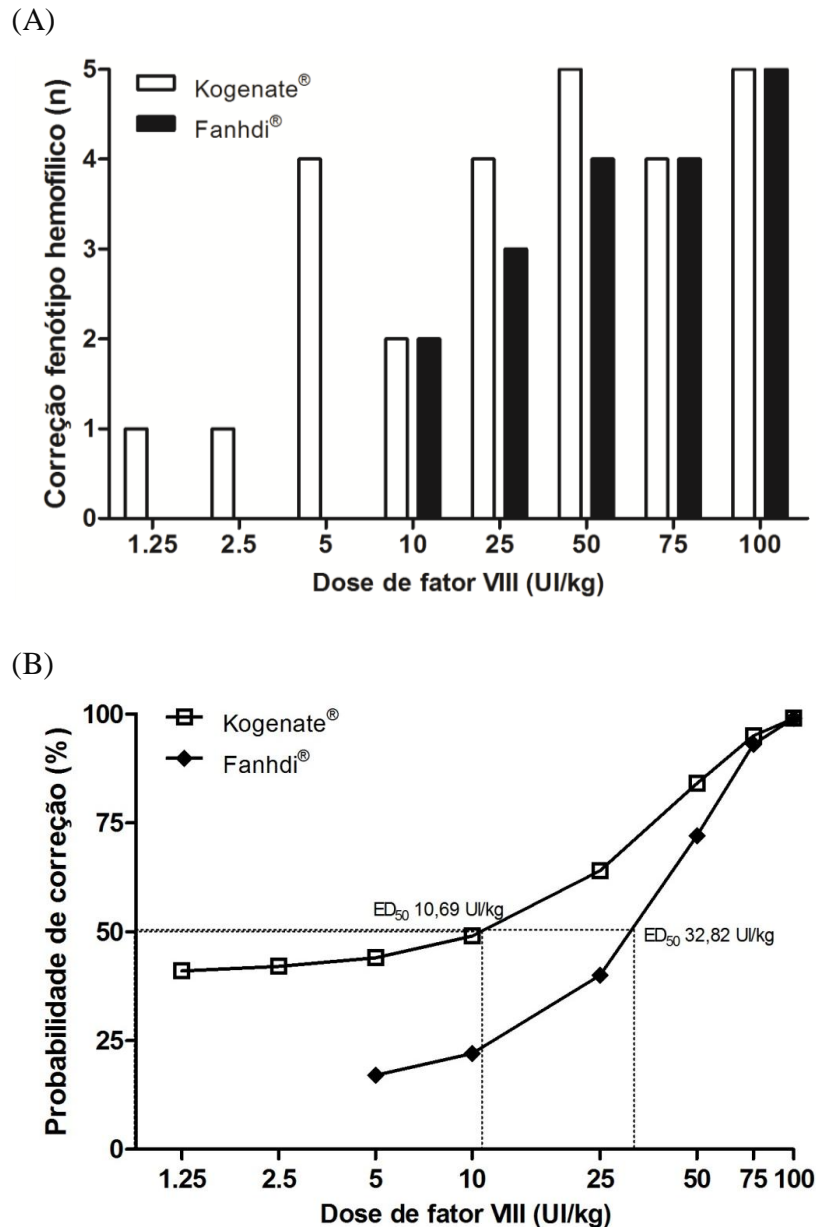 (A)
Correção fenótipo hemofílico (n)
5
4
3
2
1
0
Kogenate®
Fanhdi®
1.25 2.5 5 10 25 50 75 100
Dose de fator VIII (UI/kg)
(B)
Probabilidade de correção (%)
100
75
50
25
0
Kogenate®
Fanhdi®
ED50 10,69 UI/kg
ED50 32,82 UI/kg
1.25 2.5 5 10 25 50 75 100
Dose de fator VIII (UI/kg)